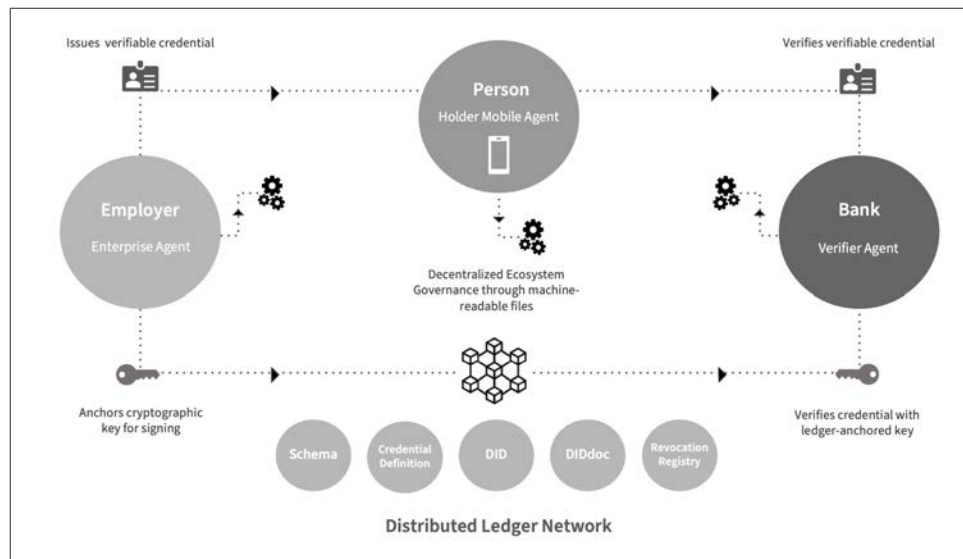 Issues verifiable credential
Verifies verifiable credential
Person
Holder Mobile Agent
Employer
Enterprise Agent
Bank
Verifier Agent
Decentralized Ecosystem
Governance through machine-
readable files
Anchors cryptographic
key for signing
Verifies credential with
ledger-anchored key
Schema
Credential
Definition
DID
DIDdoc
Revocation
Registry
Distributed Ledger Network